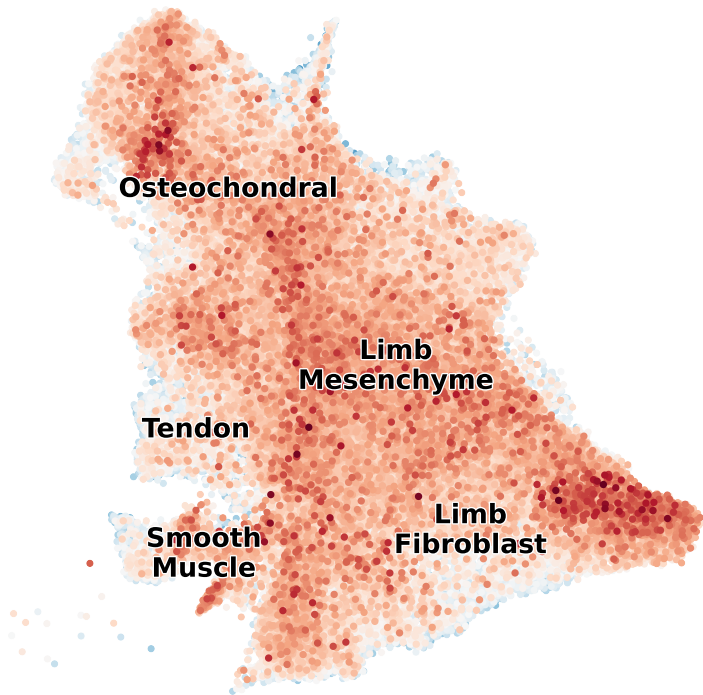 Osteochondral
Limb
Mesenchyme
Tendon
Limb
Fibroblast
Smooth
Muscle